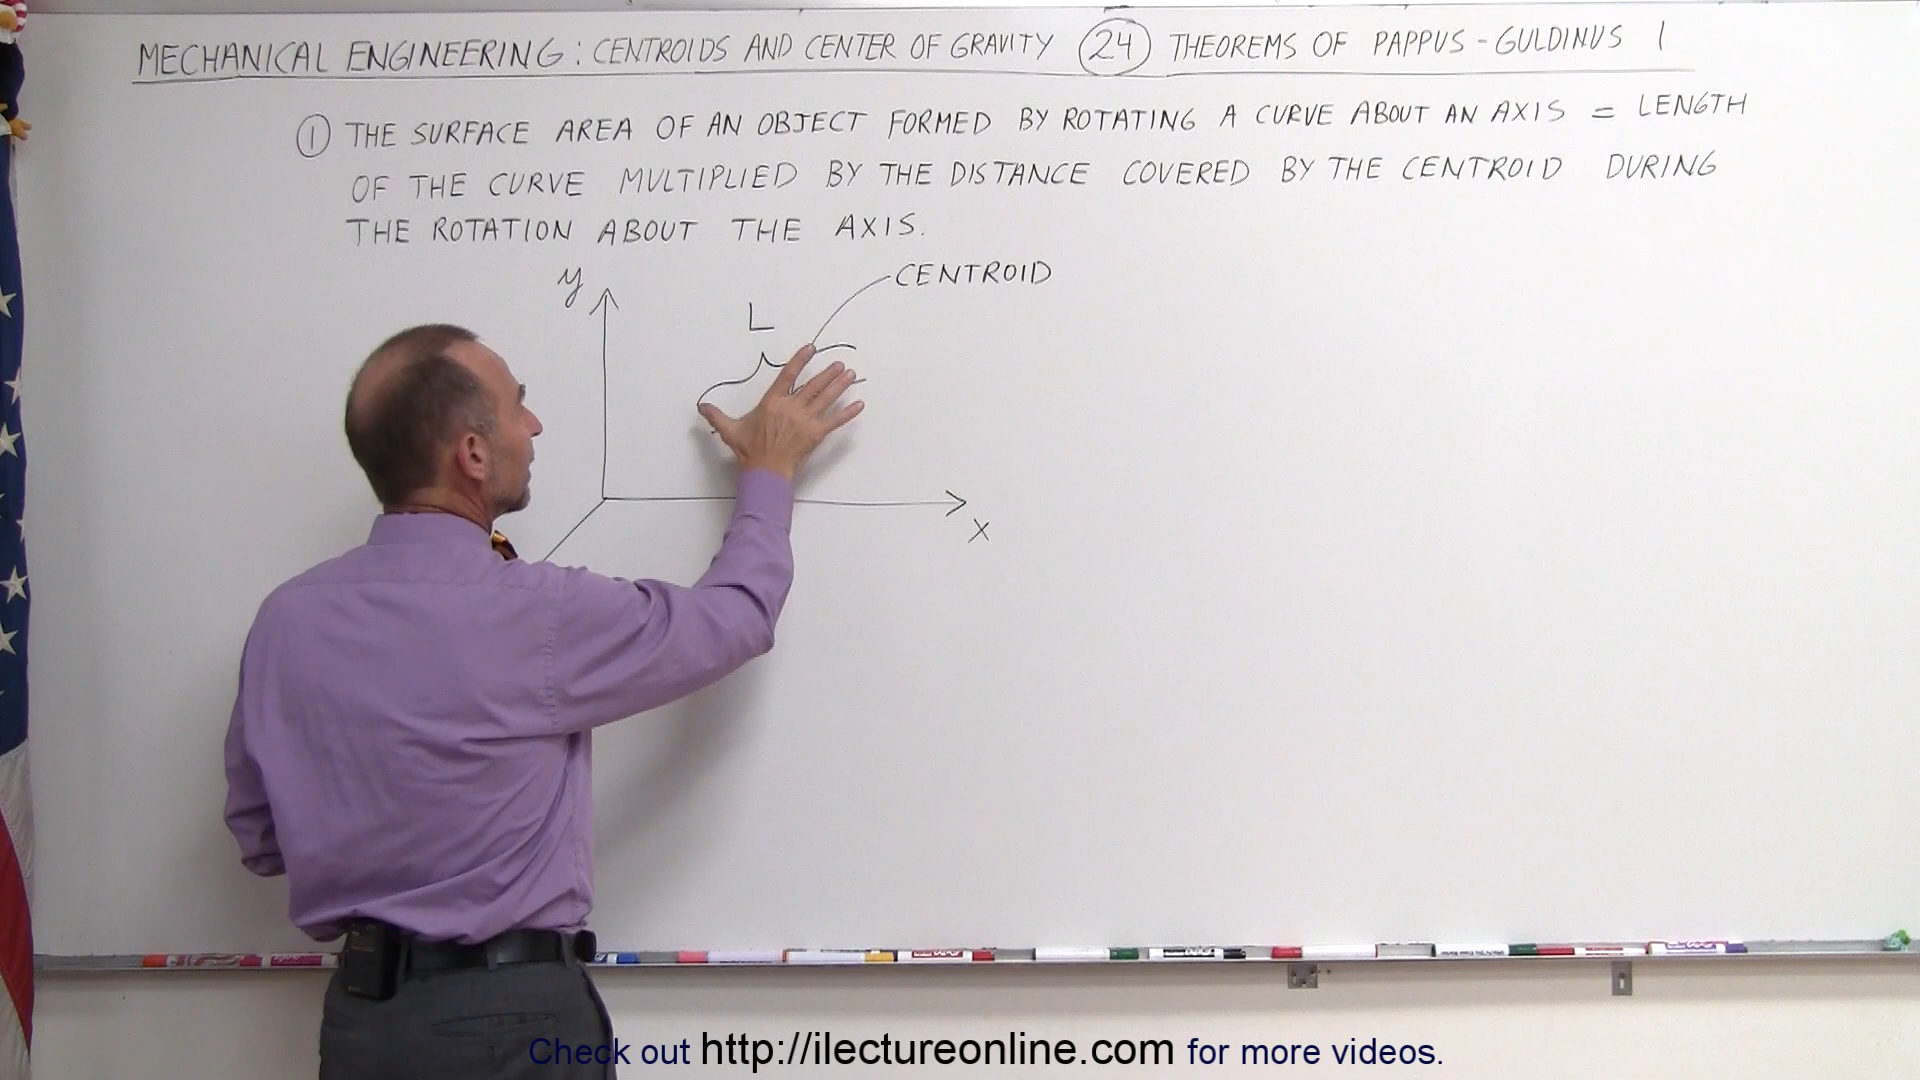 MECHANICAL ENGINEERING: CENTROIDS AND CENTER OF GRAVITY 24 THEOREMS OF PAPPUS-GULDINUS 1
1 THE SURFACE AREA OF AN OBJECT FORMED BY ROTATING A CURVE ABOUT AN AXIS = LENGTH
OF THE CURVE MULTIPLIED BY THE DISTANCE COVERED BY THE CENTROID DURING
THE ROTATION ABOUT THE AXIS.
y
CENTROID
L
x
Check out http://ilectureonline.com for more videos.